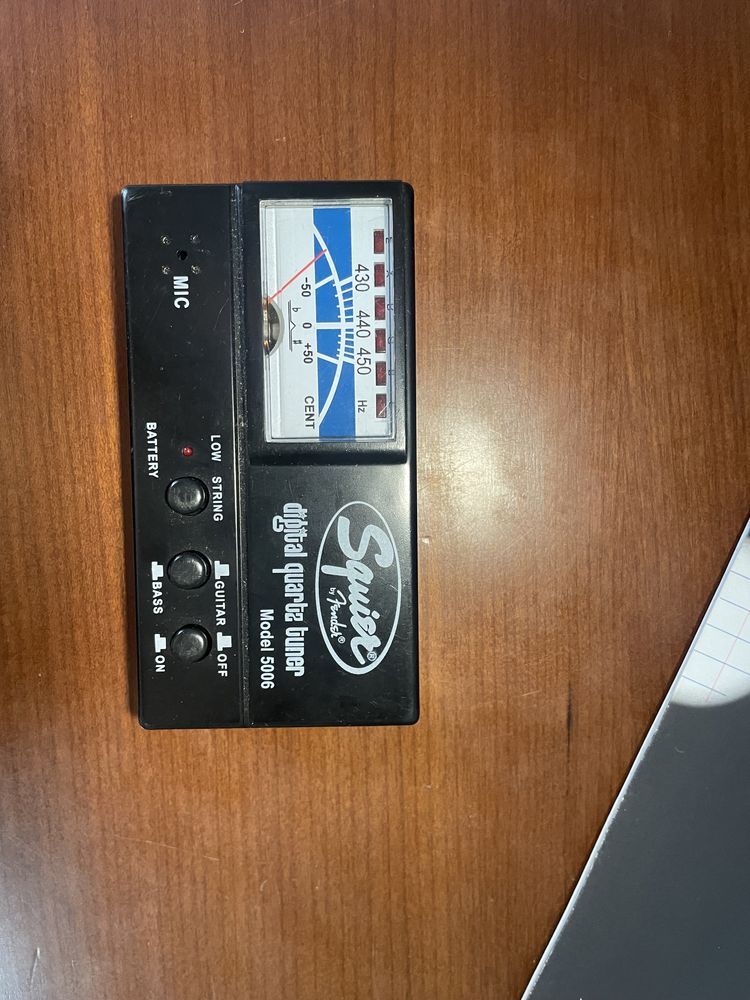 430 440 450 Hz
-50 0 +50 CENT
♭ ♯
Squier®
by Fender®
digital quartz tuner
Model 5006
MIC
LOW STRING GUITAR OFF
BATTERY BASS ON